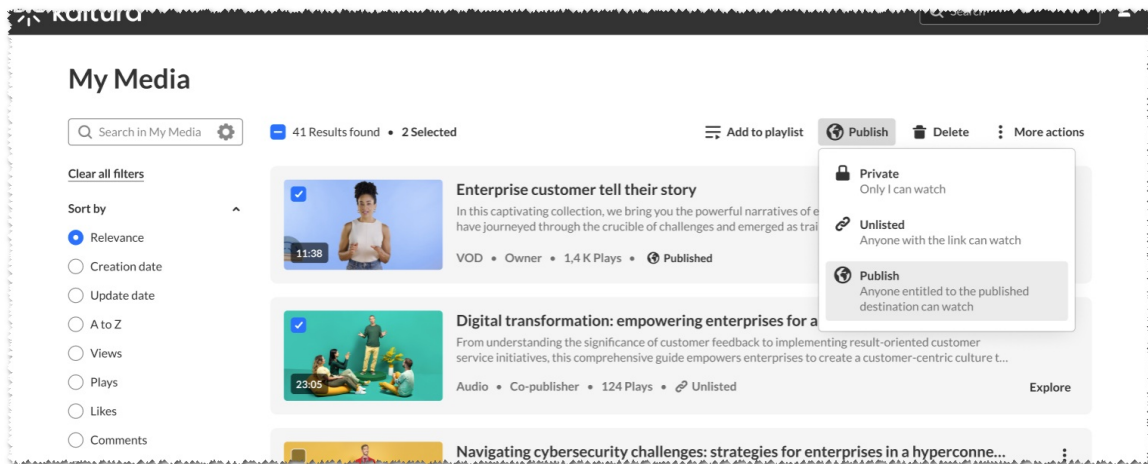 kaltura
Search
My Media
Search in My Media
41 Results found • 2 Selected
Add to playlist
Publish
Delete
More actions
Clear all filters
Sort by
Relevance
Creation date
Update date
A to Z
Views
Plays
Likes
Comments
Private
Only I can watch
Unlisted
Anyone with the link can watch
Publish
Anyone entitled to the published
destination can watch
11:38
Enterprise customer tell their story
In this captivating collection, we bring you the powerful narratives of e
have journeyed through the crucible of challenges and emerged as trai
VOD • Owner • 1,4 K Plays • Published
23:05
Digital transformation: empowering enterprises for a
From understanding the significance of customer feedback to implementing result-oriented customer
service initiatives, this comprehensive guide empowers enterprises to create a customer-centric culture t...
Audio • Co-publisher • 124 Plays • Unlisted
Explore
Navigating cybersecurity challenges: strategies for enterprises in a hyperconne...